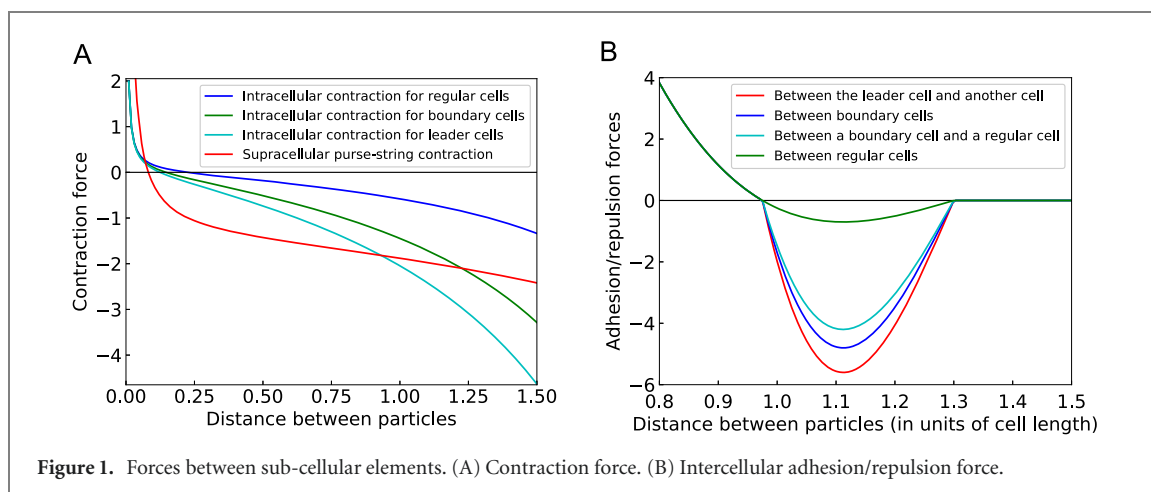 A
Contraction force
2
1
0
−1
−2
−3
−4
Intracellular contraction for regular cells
Intracellular contraction for boundary cells
Intracellular contraction for leader cells
Supracellular purse-string contraction
0.00 0.25 0.50 0.75 1.00 1.25 1.50
Distance between particles
B
Adhesion/repulsion forces
4
2
0
−2
−4
−6
Between the leader cell and another cell
Between boundary cells
Between a boundary cell and a regular cell
Between regular cells
0.8 0.9 1.0 1.1 1.2 1.3 1.4 1.5
Distance between particles (in units of cell length)
Figure 1. Forces between sub-cellular elements. (A) Contraction force. (B) Intercellular adhesion/repulsion force.